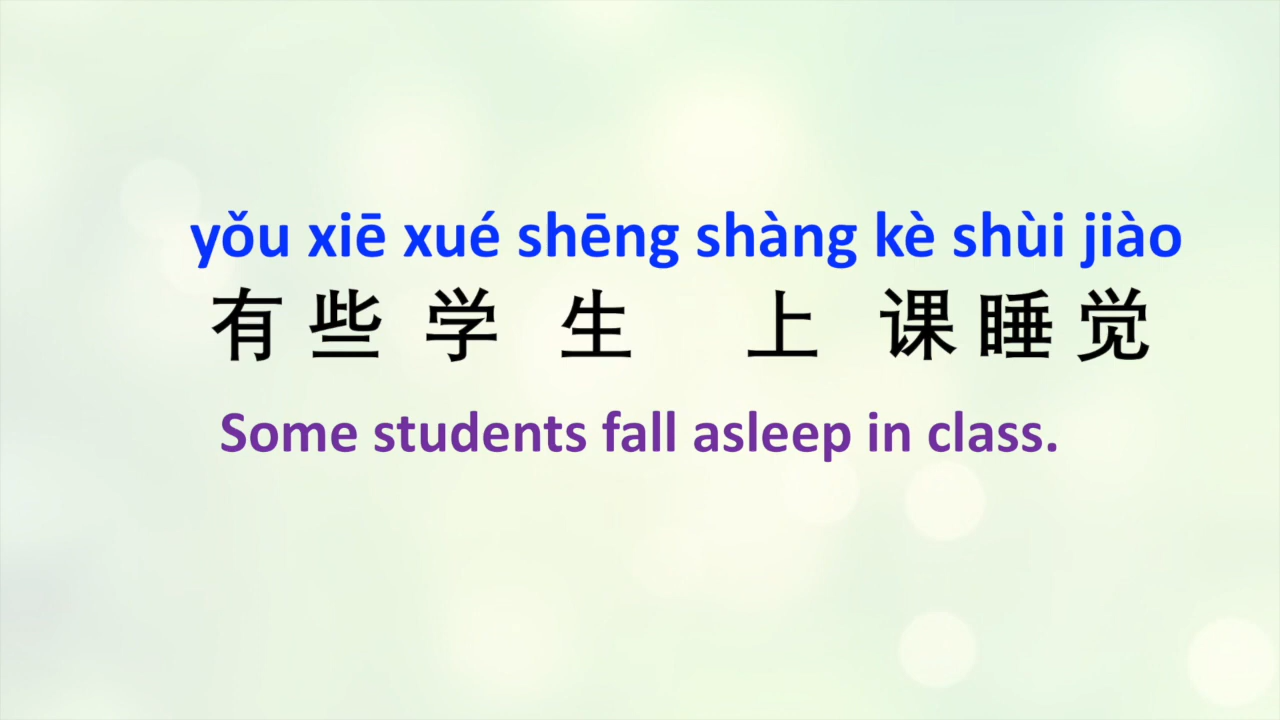 yǒu xiē xué shēng shàng kè shùi jiào
有 些 学 生 上 课 睡 觉
Some students fall asleep in class.